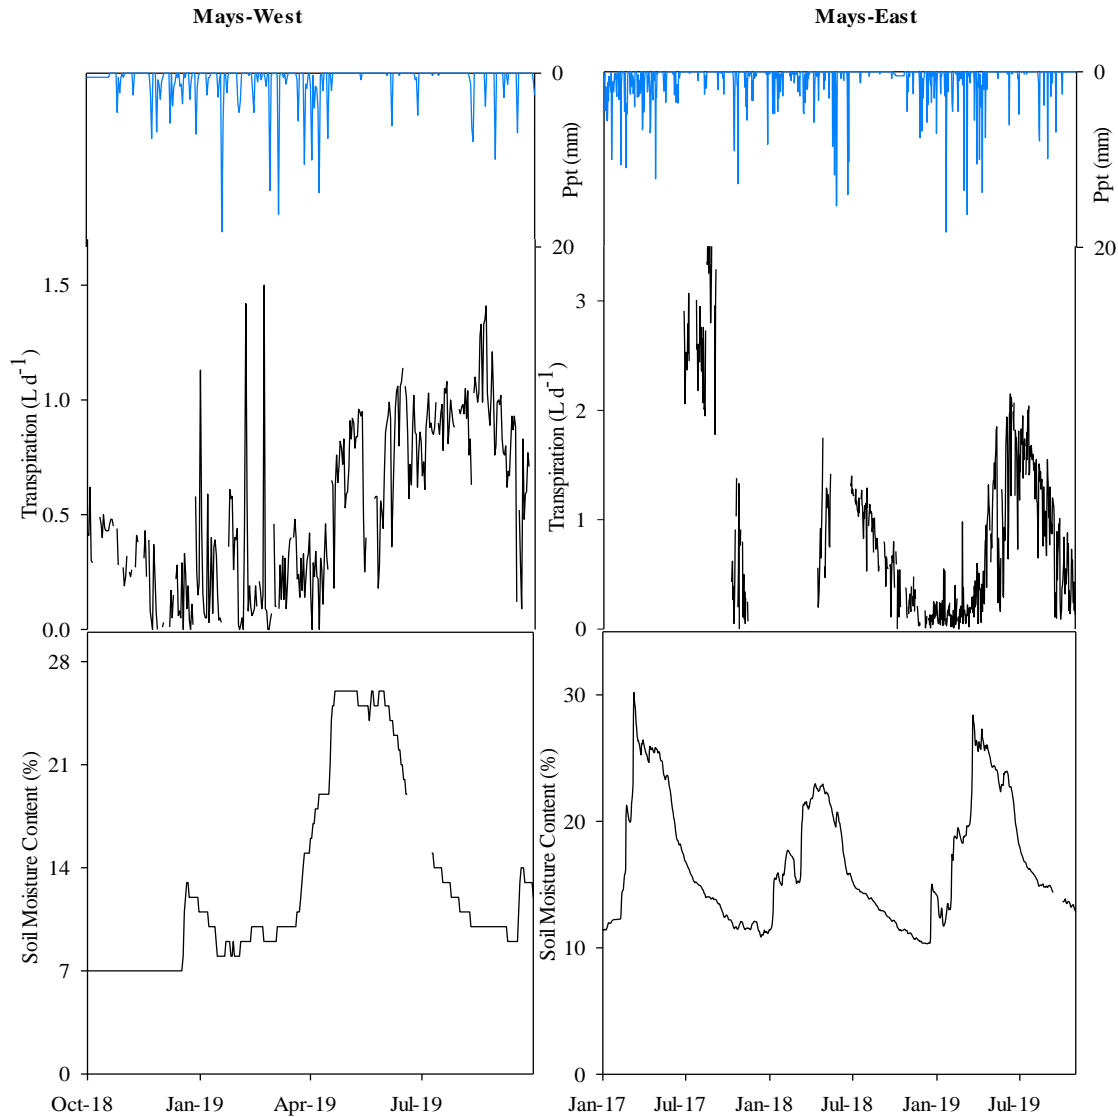 Mays-West
Mays-East
0
Ppt (mm)
20
0
Ppt (mm)
20
Transpiration (L d-1)
1.5
1.0
0.5
0.0
Transpiration (L d-1)
3
2
1
0
Soil Moisture Content (%)
28
21
14
7
0
Soil Moisture Content (%)
30
20
10
0
Oct-18 Jan-19 Apr-19 Jul-19
Jan-17 Jul-17 Jan-18 Jul-18 Jan-19 Jul-19